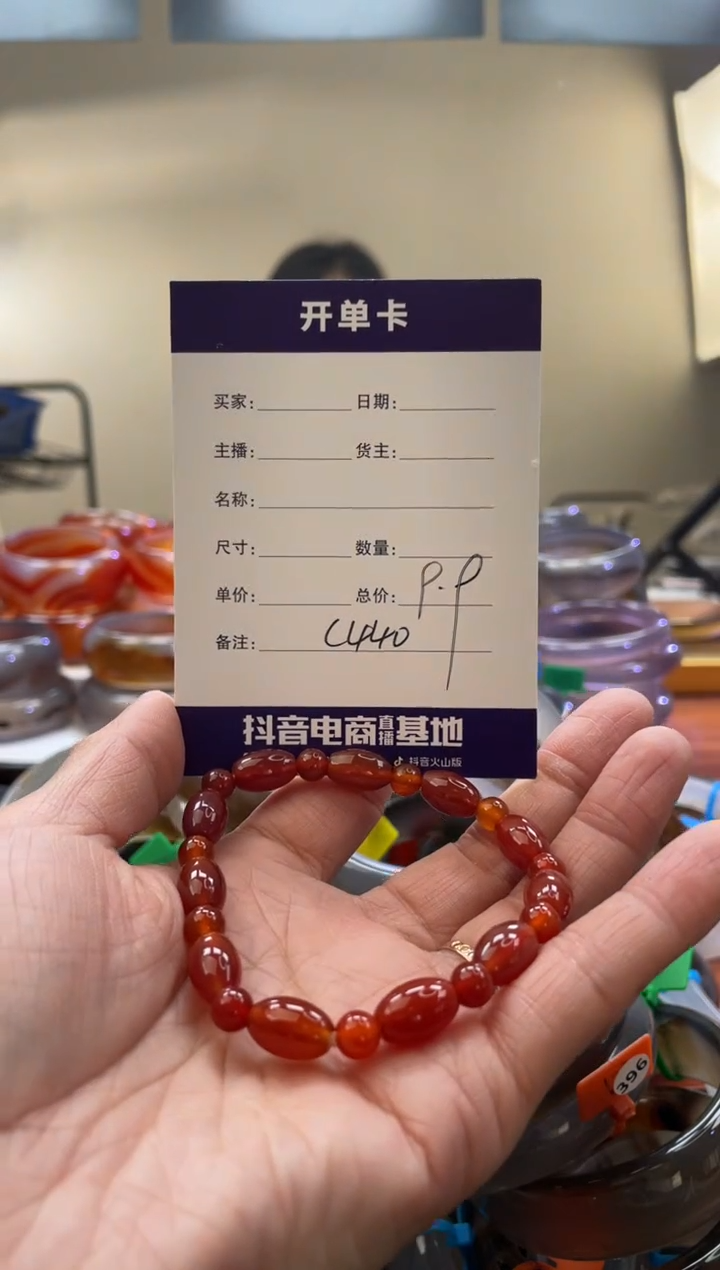 开单卡
买家: 日期:
主播: 货主:
名称:
尺寸: 数量:
单价: 总价: 9.9
备注: C440
抖音电商直播基地
抖音火山版
396